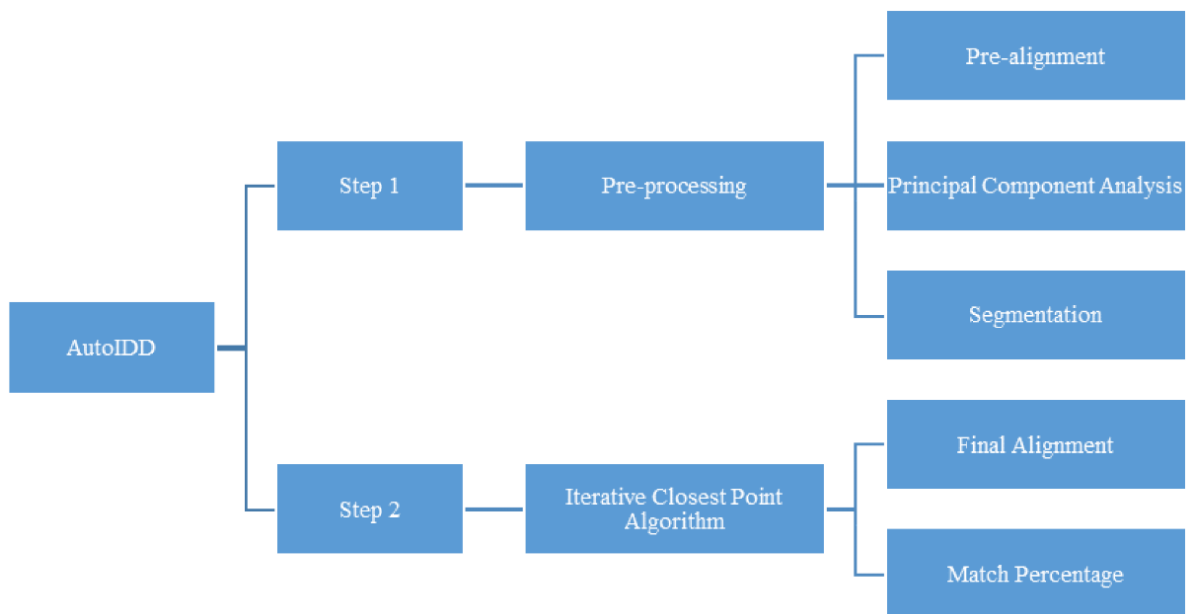 Pre-alignment
Step 1
Pre-processing
Principal Component Analysis
Segmentation
AutoIDD
Final Alignment
Step 2
Iterative Closest Point
Algorithm
Match Percentage